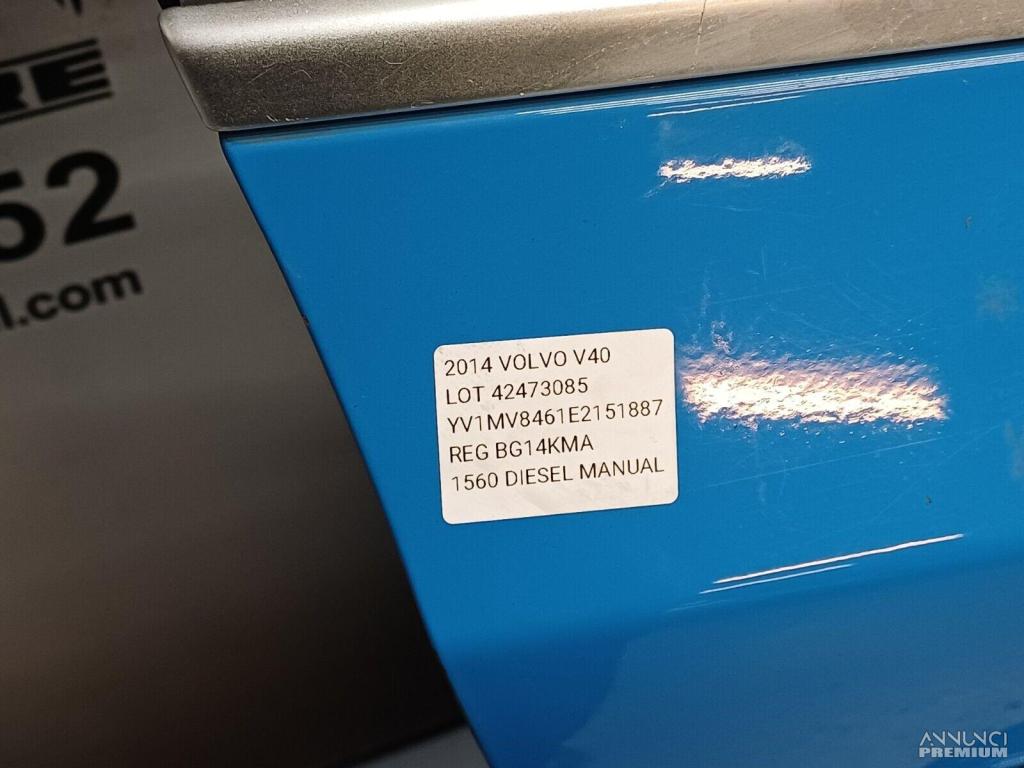 RE
52
l.com
2014 VOLVO V40
LOT 42473085
YV1MV8461E2151887
REG BG14KMA
1560 DIESEL MANUAL
ANNUNCI
PREMIUM